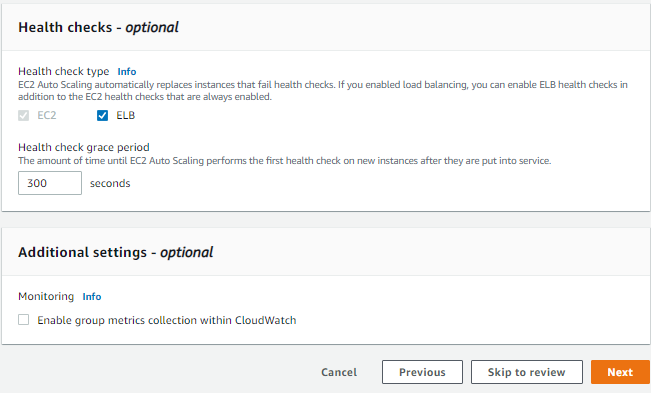 Health checks - optional
Health check type Info
EC2 Auto Scaling automatically replaces instances that fail health checks. If you enabled load balancing, you can enable ELB health checks in
addition to the EC2 health checks that are always enabled.
EC2 ELB
Health check grace period
The amount of time until EC2 Auto Scaling performs the first health check on new instances after they are put into service.
300 seconds
Additional settings - optional
Monitoring Info
Enable group metrics collection within CloudWatch
Cancel Previous Skip to review Next